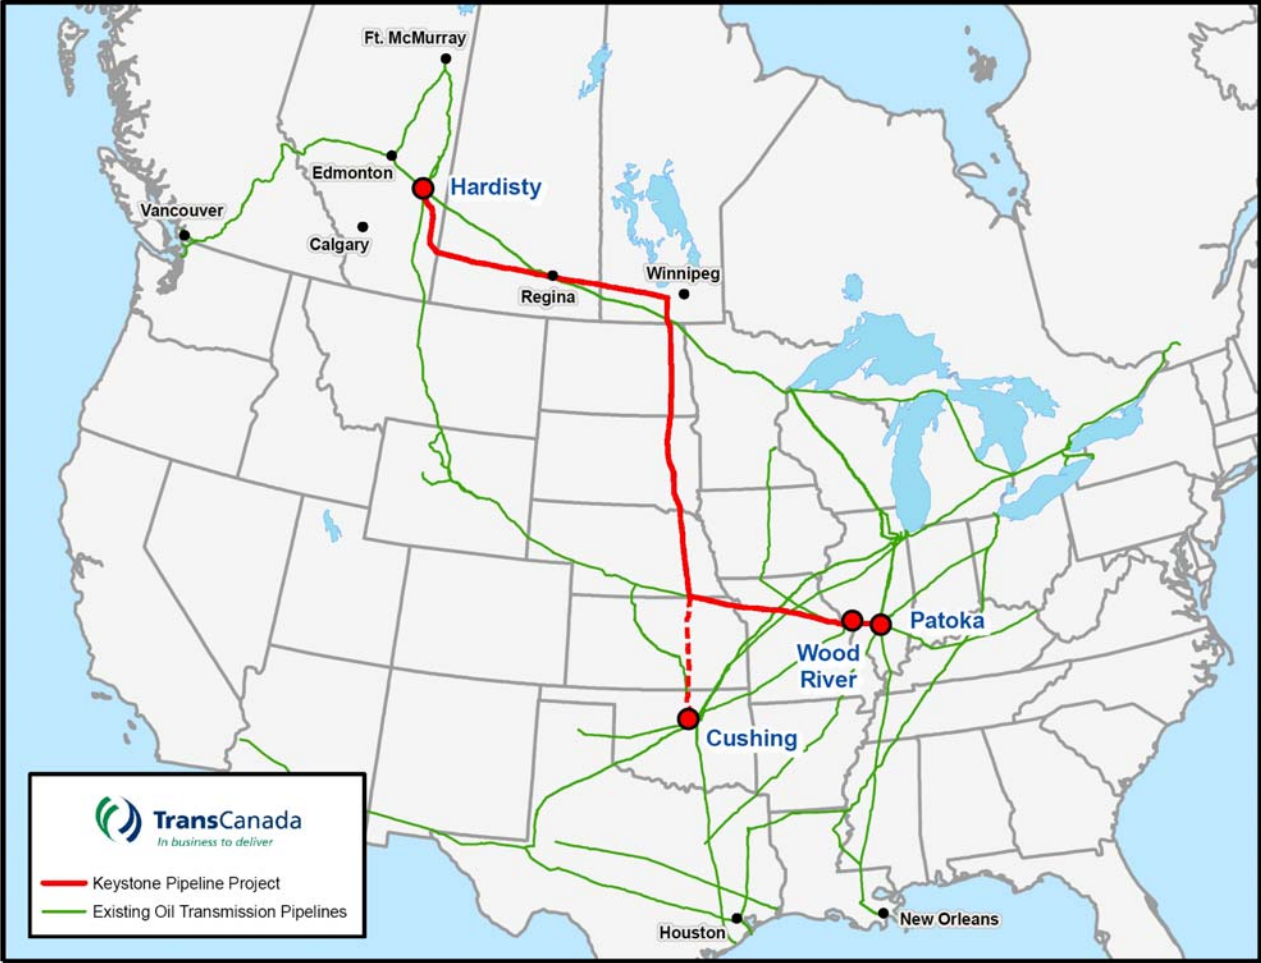 Ft. McMurray
Edmonton
Hardisty
Vancouver
Calgary
Winnipeg
Regina
Patoka
Wood
River
Cushing
TransCanada
In business to deliver
Keystone Pipeline Project
Existing Oil Transmission Pipelines
Houston
New Orleans